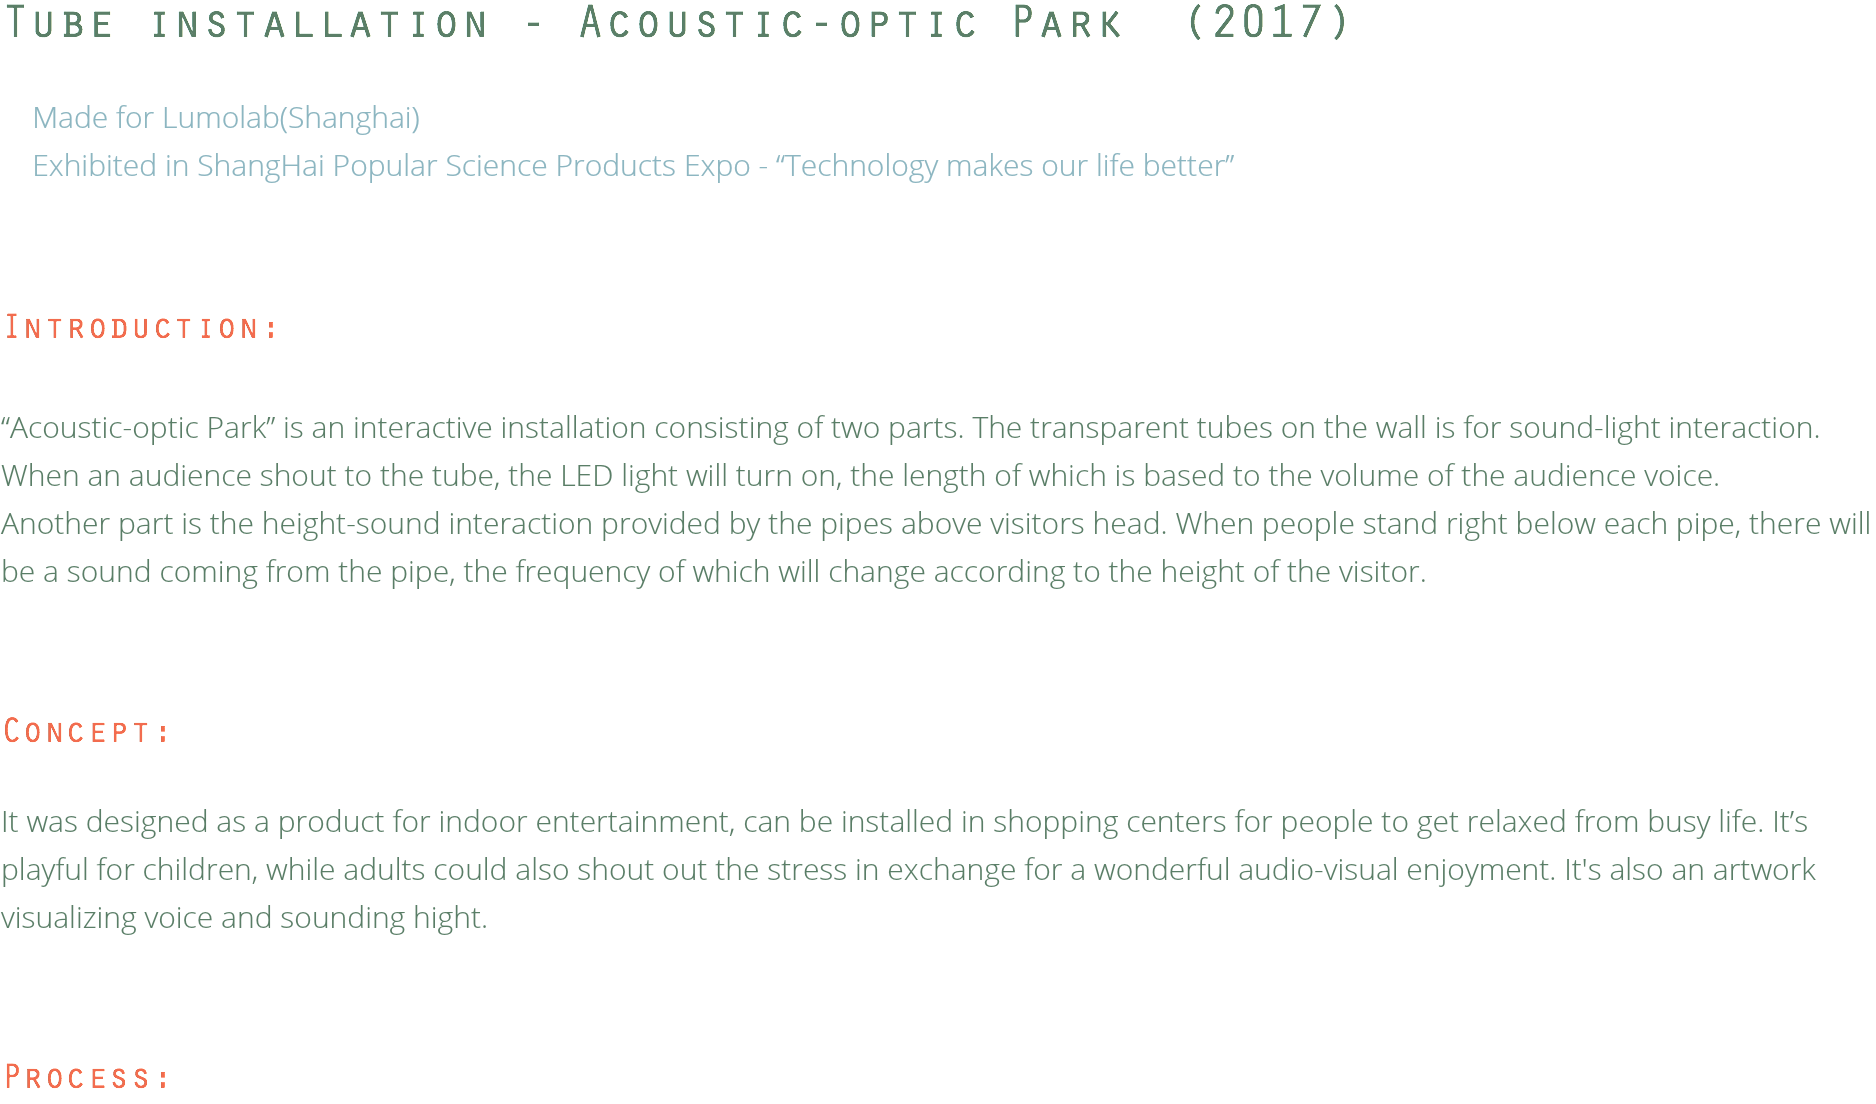 Tube installation - Acoustic-optic Park (2017)
Made for Lumolab(Shanghai)
Exhibited in ShangHai Popular Science Products Expo - “Technology makes our life better”
Introduction:
“Acoustic-optic Park” is an interactive installation consisting of two parts. The transparent tubes on the wall is for sound-light interaction.
When an audience shout to the tube, the LED light will turn on, the length of which is based to the volume of the audience voice.
Another part is the height-sound interaction provided by the pipes above visitors head. When people stand right below each pipe, there will
be a sound coming from the pipe, the frequency of which will change according to the height of the visitor.
Concept:
It was designed as a product for indoor entertainment, can be installed in shopping centers for people to get relaxed from busy life. It’s
playful for children, while adults could also shout out the stress in exchange for a wonderful audio-visual enjoyment. It's also an artwork
visualizing voice and sounding hight.
Process: